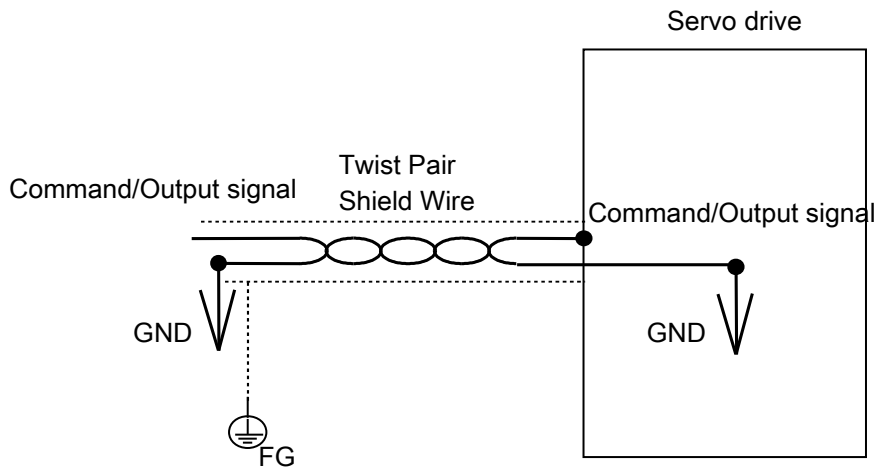 Servo drive
Twist Pair
Shield Wire
Command/Output signal
Command/Output signal
GND
GND
FG